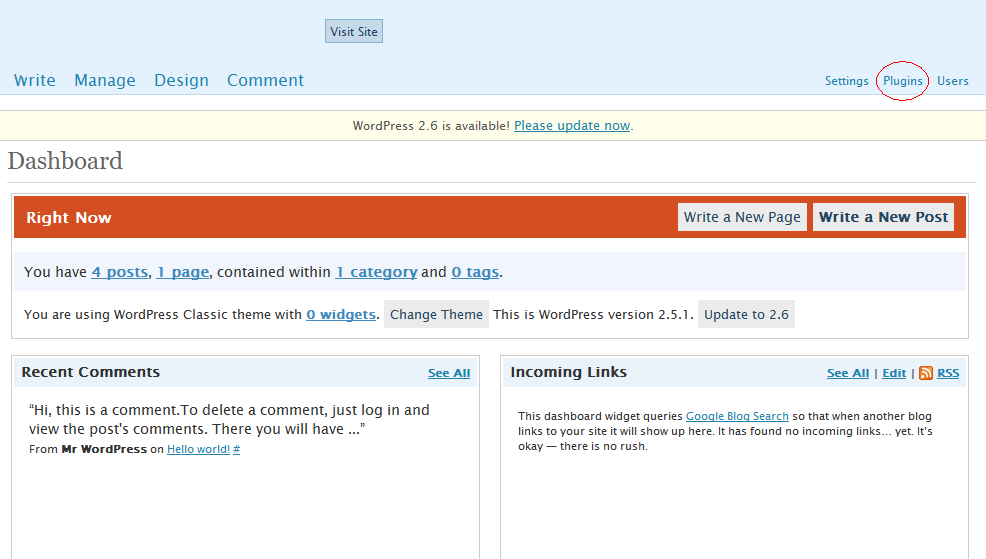 Visit Site
Write Manage Design Comment Settings Plugins Users
WordPress 2.6 is available! Please update now.
Dashboard
Right Now Write a New Page Write a New Post
You have 4 posts, 1 page, contained within 1 category and 0 tags.
You are using WordPress Classic theme with 0 widgets. Change Theme This is WordPress version 2.5.1. Update to 2.6
Recent Comments See All
“Hi, this is a comment.To delete a comment, just log in and
view the post's comments. There you will have ...”
From Mr WordPress on Hello world! #
Incoming Links See All | Edit | RSS
This dashboard widget queries Google Blog Search so that when another blog
links to your site it will show up here. It has found no incoming links... yet. It's
okay — there is no rush.